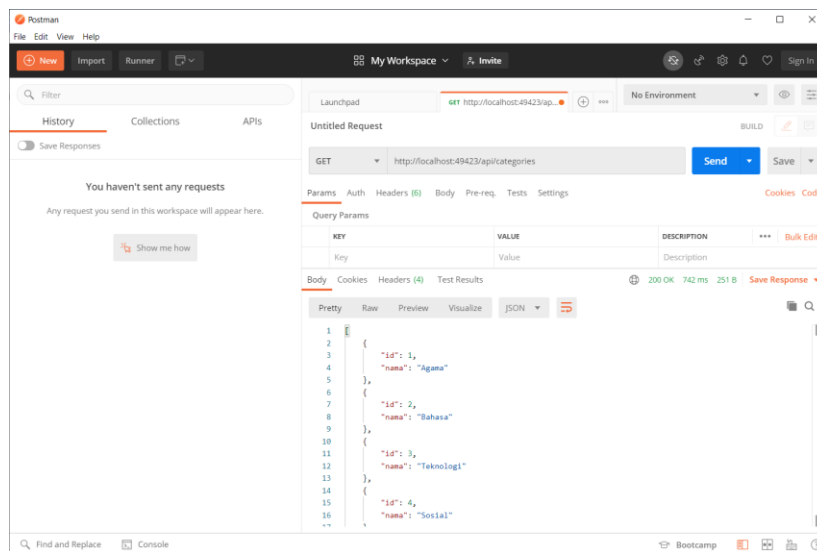 Postman
File Edit View Help
New Import Runner My Workspace Invite Sign In
Filter
History Collections APIs
Save Responses
You haven't sent any requests
Any request you send in this workspace will appear here.
Show me how
Launchpad GET http://localhost:49423/ap... No Environment
Untitled Request BUILD
GET http://localhost:49423/api/categories Send Save
Params Auth Headers (6) Body Pre-req. Tests Settings Cookies Cod
Query Params
KEY VALUE DESCRIPTION ••• Bulk Edit
Key Value Description
Body Cookies Headers (4) Test Results 200 OK 742 ms 251 B Save Response
Pretty Raw Preview Visualize JSON
1 [
2 {
3 "id": 1,
4 "nama": "Agama"
5 },
6 {
7 "id": 2,
8 "nama": "Bahasa"
9 },
10 {
11 "id": 3,
12 "nama": "Teknologi"
13 },
14 {
15 "id": 4,
16 "nama": "Sosial"
17 }
Find and Replace Console Bootcamp